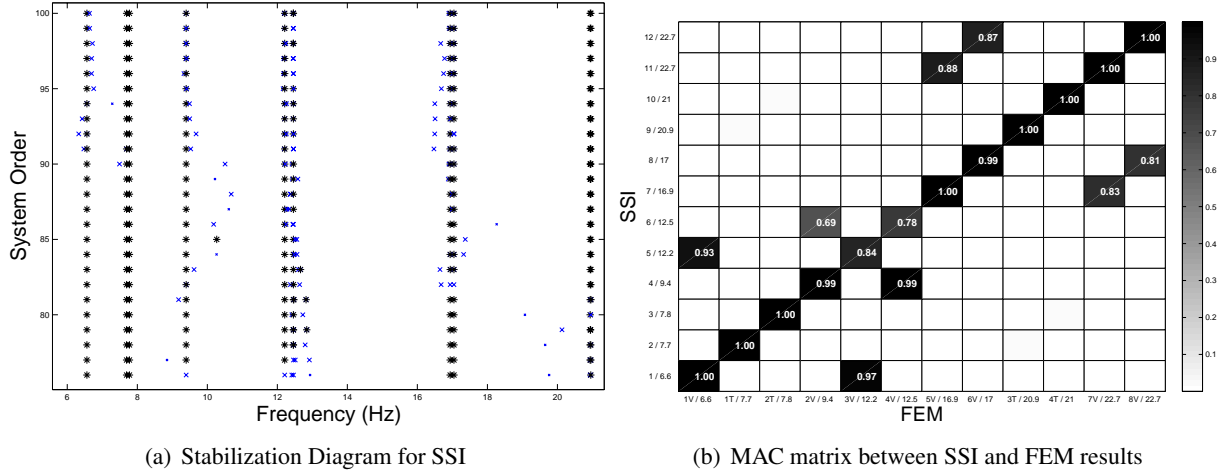 100
95
90
85
80
System Order
6
8
10
12
14
16
18
20
Frequency (Hz)
(a) Stabilization Diagram for SSI
12 / 22.7
11 / 22.7
10 / 21
9 / 20.9
8 / 17
7 / 16.9
6 / 12.5
5 / 12.2
4 / 9.4
3 / 7.8
2 / 7.7
1 / 6.6
SSI
0.87 1.00
0.88 1.00
1.00
1.00
0.99 0.81
1.00 0.83
0.69 0.78
0.93 0.84
0.99 0.99
1.00
1.00
1.00 0.97
1V / 6.6 1T / 7.7 2T / 7.8 2V / 9.4 3V / 12.2 4V / 12.5 5V / 16.9 6V / 17 3T / 20.9 4T / 21 7V / 22.7 8V / 22.7
FEM
0.9
0.8
0.7
0.6
0.5
0.4
0.3
0.2
0.1
(b) MAC matrix between SSI and FEM results